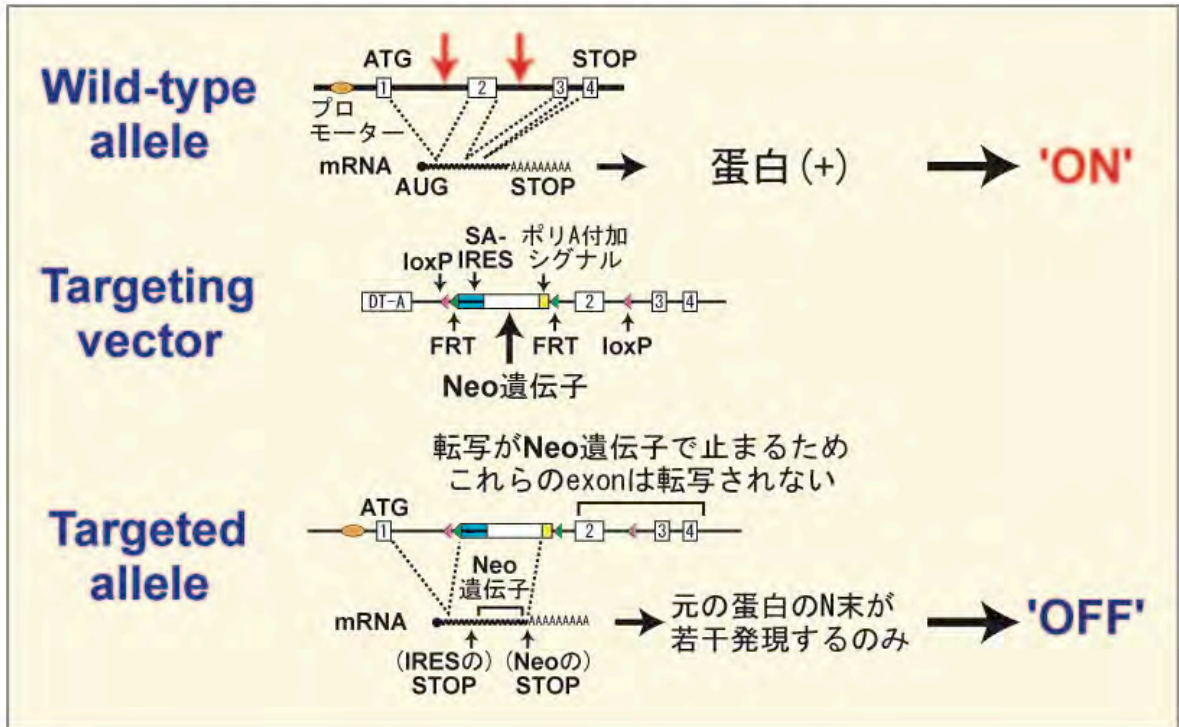 Wild-type
allele
ATG
STOP
1
2
3
4
プロ
モーター
mRNA
AAAAAAAAA
AUG
STOP
蛋白(+)
'ON'
Targeting
vector
loxP
SA-
IRES
ポリA付加
シグナル
DT-A
2
3
4
FRT
FRT
loxP
Neo遺伝子
転写がNeo遺伝子で止まるため
これらのexonは転写されない
Targeted
allele
ATG
1
2
3
4
Neo
遺伝子
mRNA
AAAAAAAAA
(IRESの)
STOP
(Neoの)
STOP
元の蛋白のN末が
若干発現するのみ
'OFF'